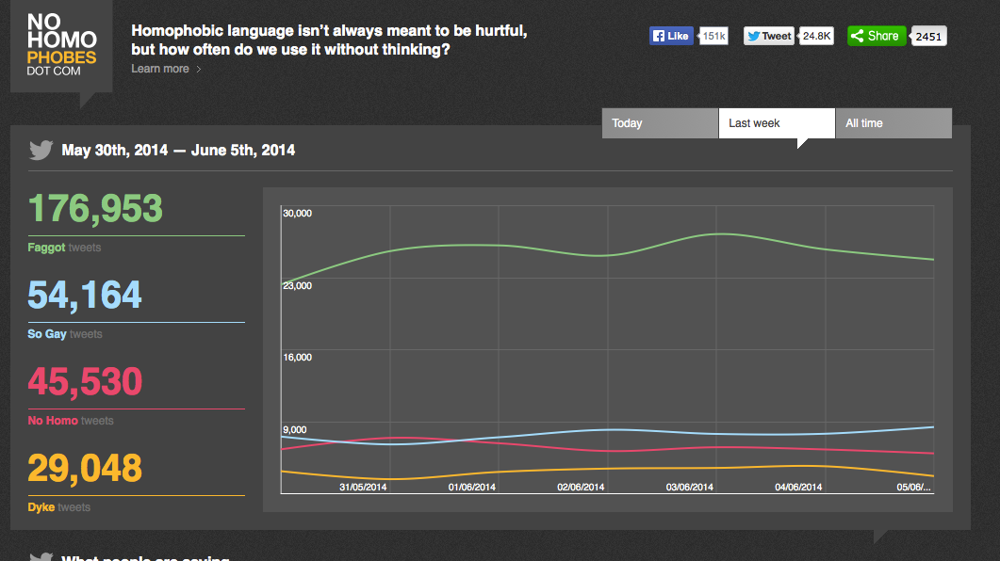 NO
HOMO
PHOBES
DOT COM
Homophobic language isn't always meant to be hurtful,
but how often do we use it without thinking?
Learn more >
Like 151k
Tweet 24.8K
Share 2451
Today
Last week
All time
May 30th, 2014 — June 5th, 2014
176,953
Faggot tweets
54,164
So Gay tweets
45,530
No Homo tweets
29,048
Dyke tweets
30,000
23,000
16,000
9,000
31/05/2014 01/06/2014 02/06/2014 03/06/2014 04/06/2014 05/06/...
What people are saying